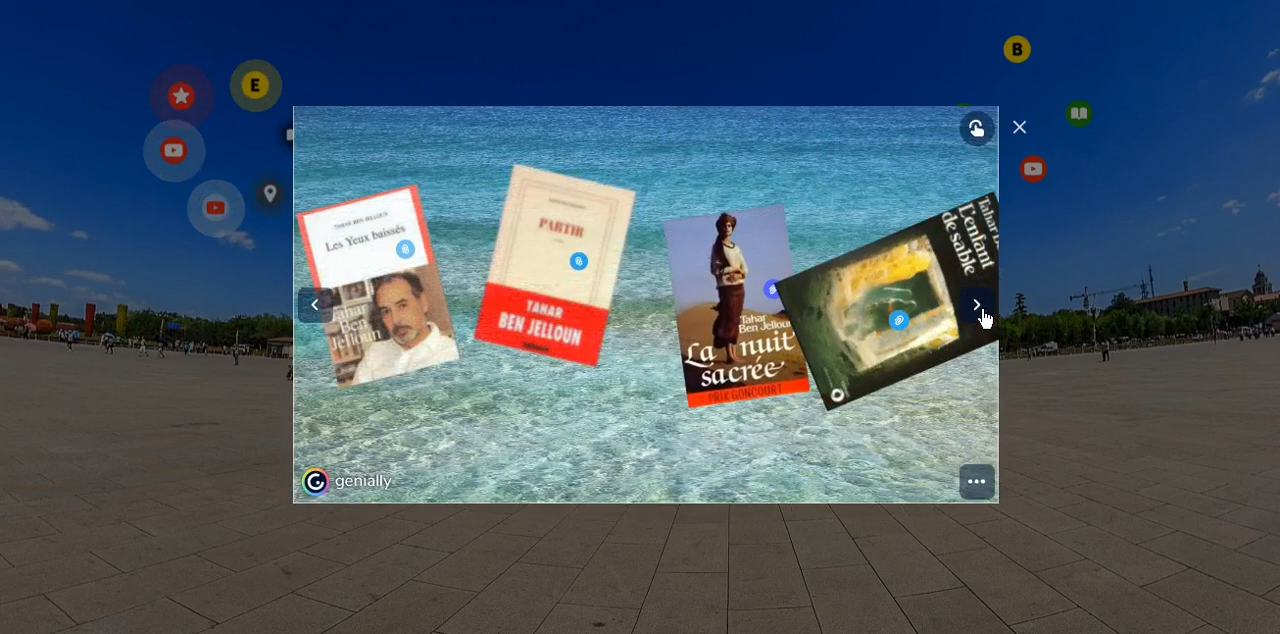 E
B
TAHAR BEN JELLOUN
Les Yeux baissés
Tahar
Ben
Jelloun
PARTIR
TAHAR
BEN JELLOUN
Tahar
Ben Jelloun
La nuit
sacrée
PRIX GONCOURT
Tahar
L'enfant
de sable
genially